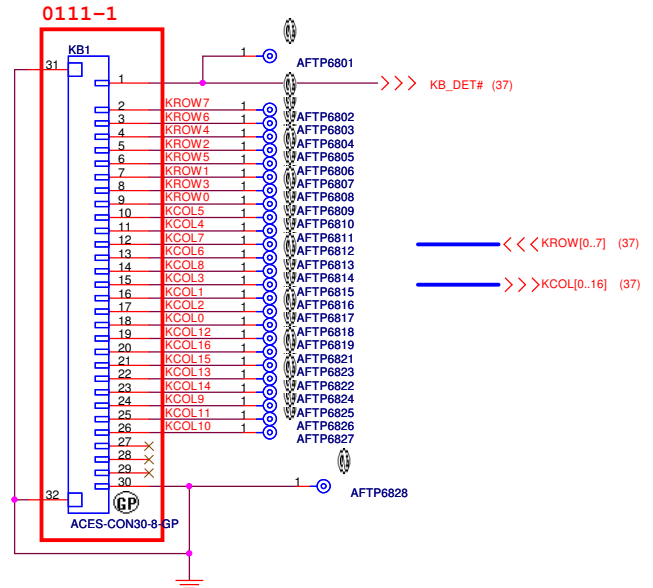 0111-1
KB1
31
1
1
AFTP6801
KB_DET# (37)
2 KROW7 1 AFTP6802
3 KROW6 1 AFTP6803
4 KROW4 1 AFTP6804
5 KROW2 1 AFTP6805
6 KROW5 1 AFTP6806
7 KROW1 1 AFTP6807
8 KROW3 1 AFTP6808
9 KROW0 1 AFTP6809
10 KCOL5 1 AFTP6810
11 KCOL4 1 AFTP6811
12 KCOL7 1 AFTP6812
13 KCOL6 1 AFTP6813
14 KCOL8 1 AFTP6814
15 KCOL3 1 AFTP6815
16 KCOL1 1 AFTP6816
17 KCOL2 1 AFTP6817
18 KCOL0 1 AFTP6818
19 KCOL12 1 AFTP6819
20 KCOL16 1 AFTP6821
21 KCOL15 1 AFTP6823
22 KCOL13 1 AFTP6822
23 KCOL14 1 AFTP6824
24 KCOL9 1 AFTP6825
25 KCOL11 1 AFTP6826
26 KCOL10 1 AFTP6827
27
28
29
30
1
AFTP6828
32
GP
ACES-CON30-8-GP
KROW[0..7] (37)
KCOL[0..16] (37)